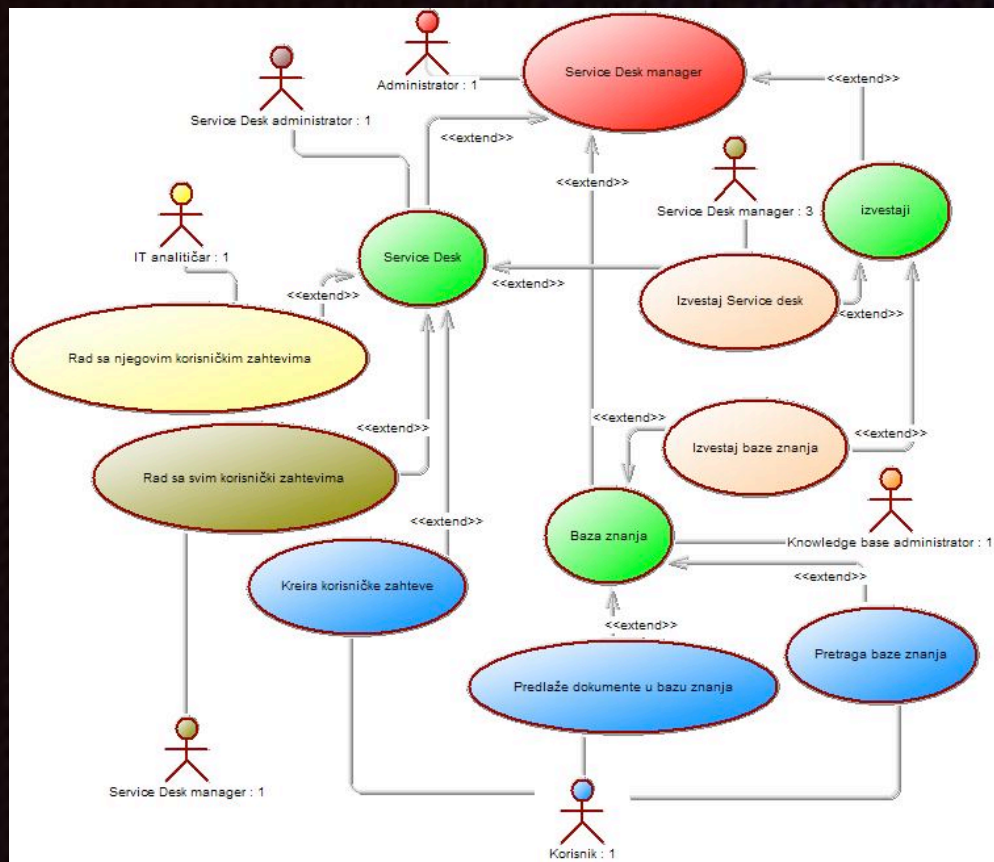 Service Desk manager
Administrator : 1
<<extend>>
Service Desk administrator : 1
<<extend>>
<<extend>>
Service Desk manager : 3
izvestaji
IT analitičar : 1
Service Desk
<<extend>>
<<extend>>
Izvestaj Service desk
<<extend>>
Rad sa njegovim korisničkim zahtevima
<<extend>>
<<extend>>
<<extend>>
Izvestaj baze znanja
Rad sa svim korisnički zahtevima
<<extend>>
Baza znanja
Knowledge base administrator : 1
Kreira korisničke zahteve
<<extend>>
<<extend>>
Pretraga baze znanja
Predlaže dokumente u bazu znanja
Service Desk manager : 1
Korisnik : 1